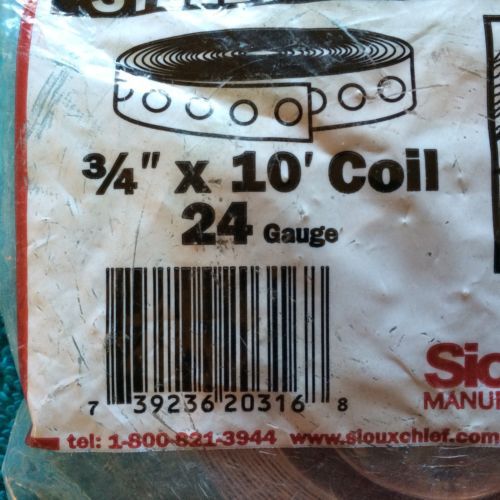 3/4" x 10' Coil
24 Gauge
7 39236 20316 8
Sio
MANU
tel: 1-800-821-3944 www.siouxchief.com